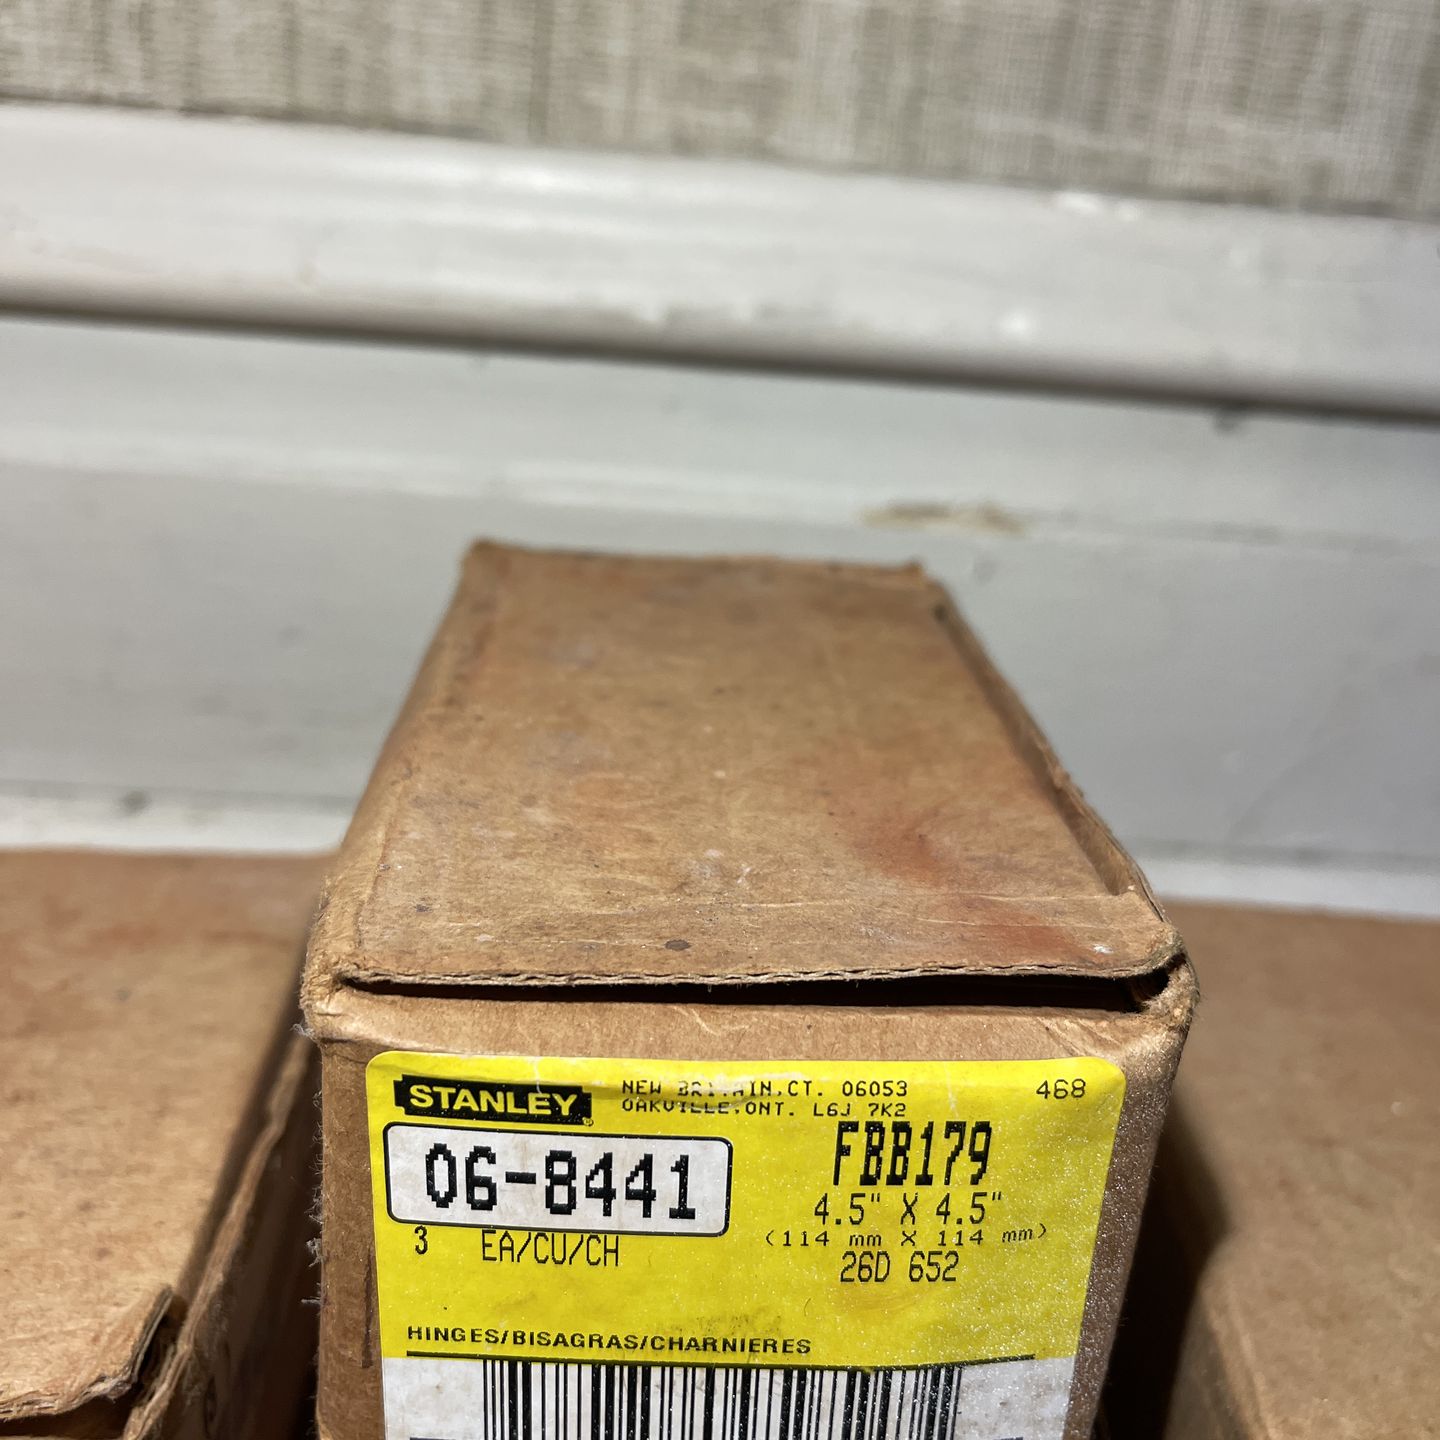 STANLEY®
NEW BRITAIN, CT. 06053
OAKVILLE, ONT. L6J 7K2
468
06-8441
FBB179
4.5" X 4.5"
(114 mm X 114 mm)
3 EA/CU/CH
26D 652
HINGES/BISAGRAS/CHARNIERES